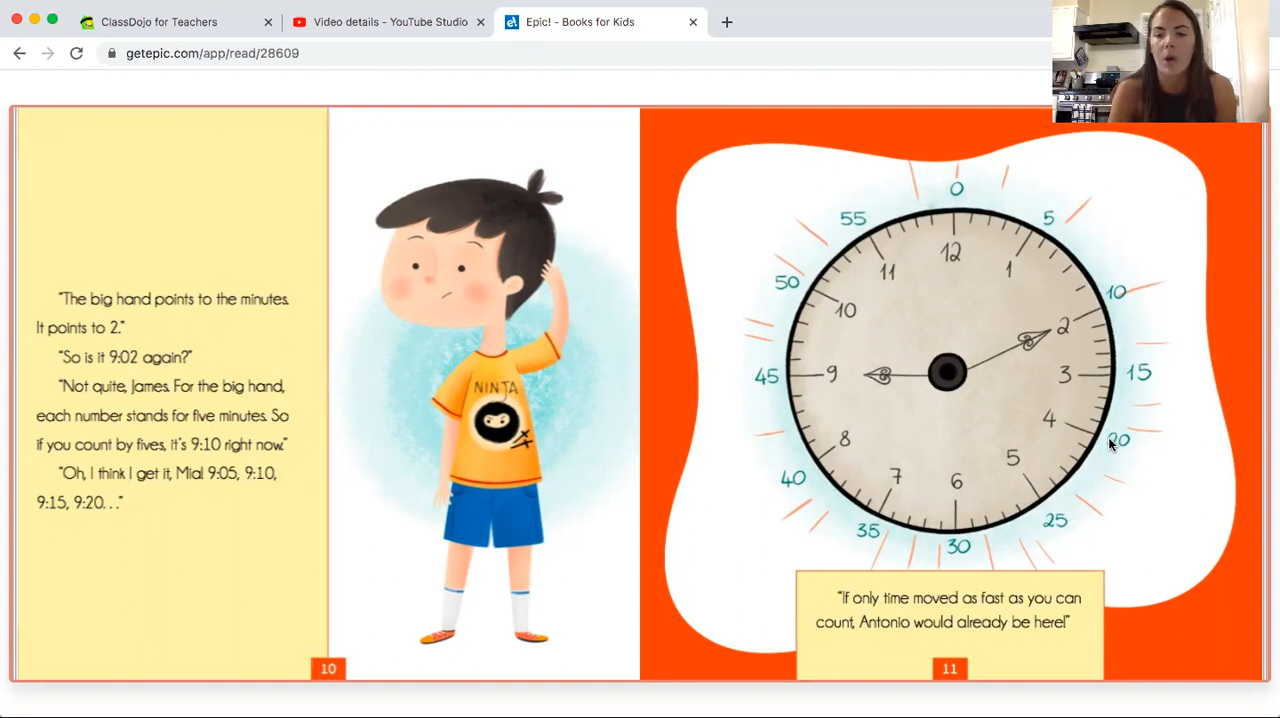 ClassDojo for Teachers
Video details - YouTube Studio
Epic! - Books for Kids
getepic.com/app/read/28609
"The big hand points to the minutes.
It points to 2."
"So is it 9:02 again?"
"Not quite, James. For the big hand,
each number stands for five minutes. So
if you count by fives, it's 9:10 right now."
"Oh, I think I get it, Mia! 9:05, 9:10,
9:15, 9:20. . ."
NINTA
10
0
5
10
15
20
25
30
35
40
45
50
55
12
1
2
3
4
5
6
7
8
9
10
11
"If only time moved as fast as you can
count, Antonio would already be here!"
11